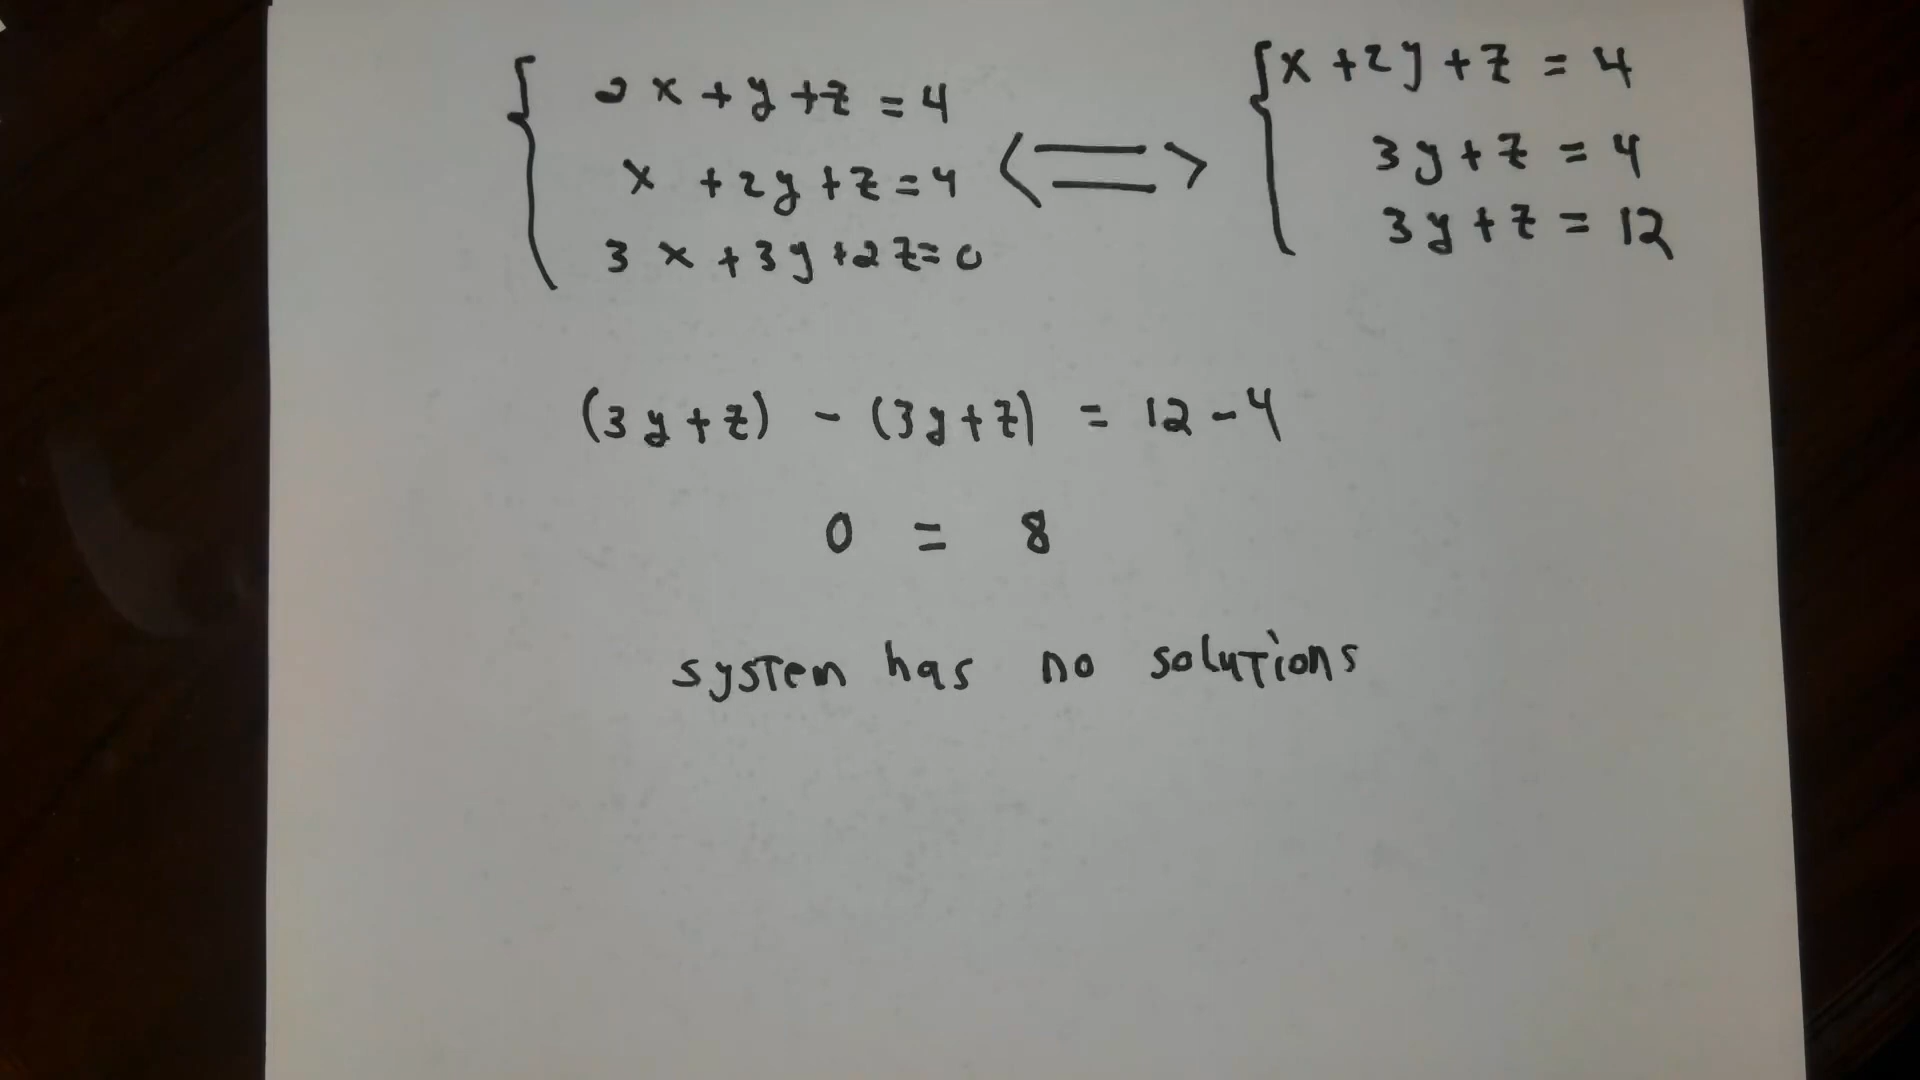 2x+y+z=4
x+2y+z=4 <=>
3x+3y+2z=0
x+2y+z=4
3y+z=4
3y+z=12
(3y+z) - (3y+z) = 12-4
0 = 8
system has no solutions